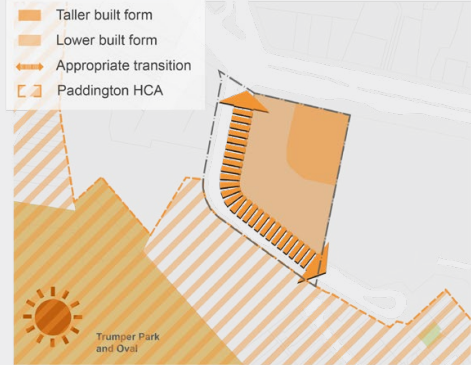 Taller built form
Lower built form
Appropriate transition
Paddington HCA
Trumper Park
and Oval